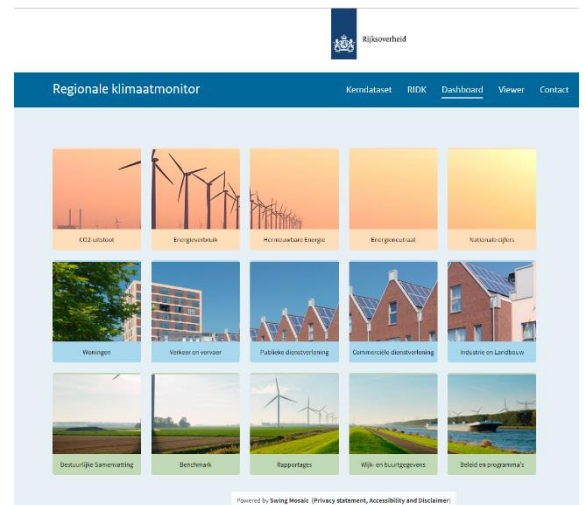 Rijksoverheid
Regionale klimaatmonitor Kerndataset RIDK Dashboard Viewer Contact
CO2-uitstoot Energieverbruik Hernieuwbare Energie Energieneutraal Nationale cijfers
Woningen Verkeer en vervoer Publieke dienstverlening Commerciële dienstverlening Industrie en Landbouw
Bestuurlijke Samenvatting Benchmark Rapportages Wijk- en buurtgegevens Beleid en programma's
Powered by Swing Mosaic (Privacy statement, Accessibility and Disclaimer)